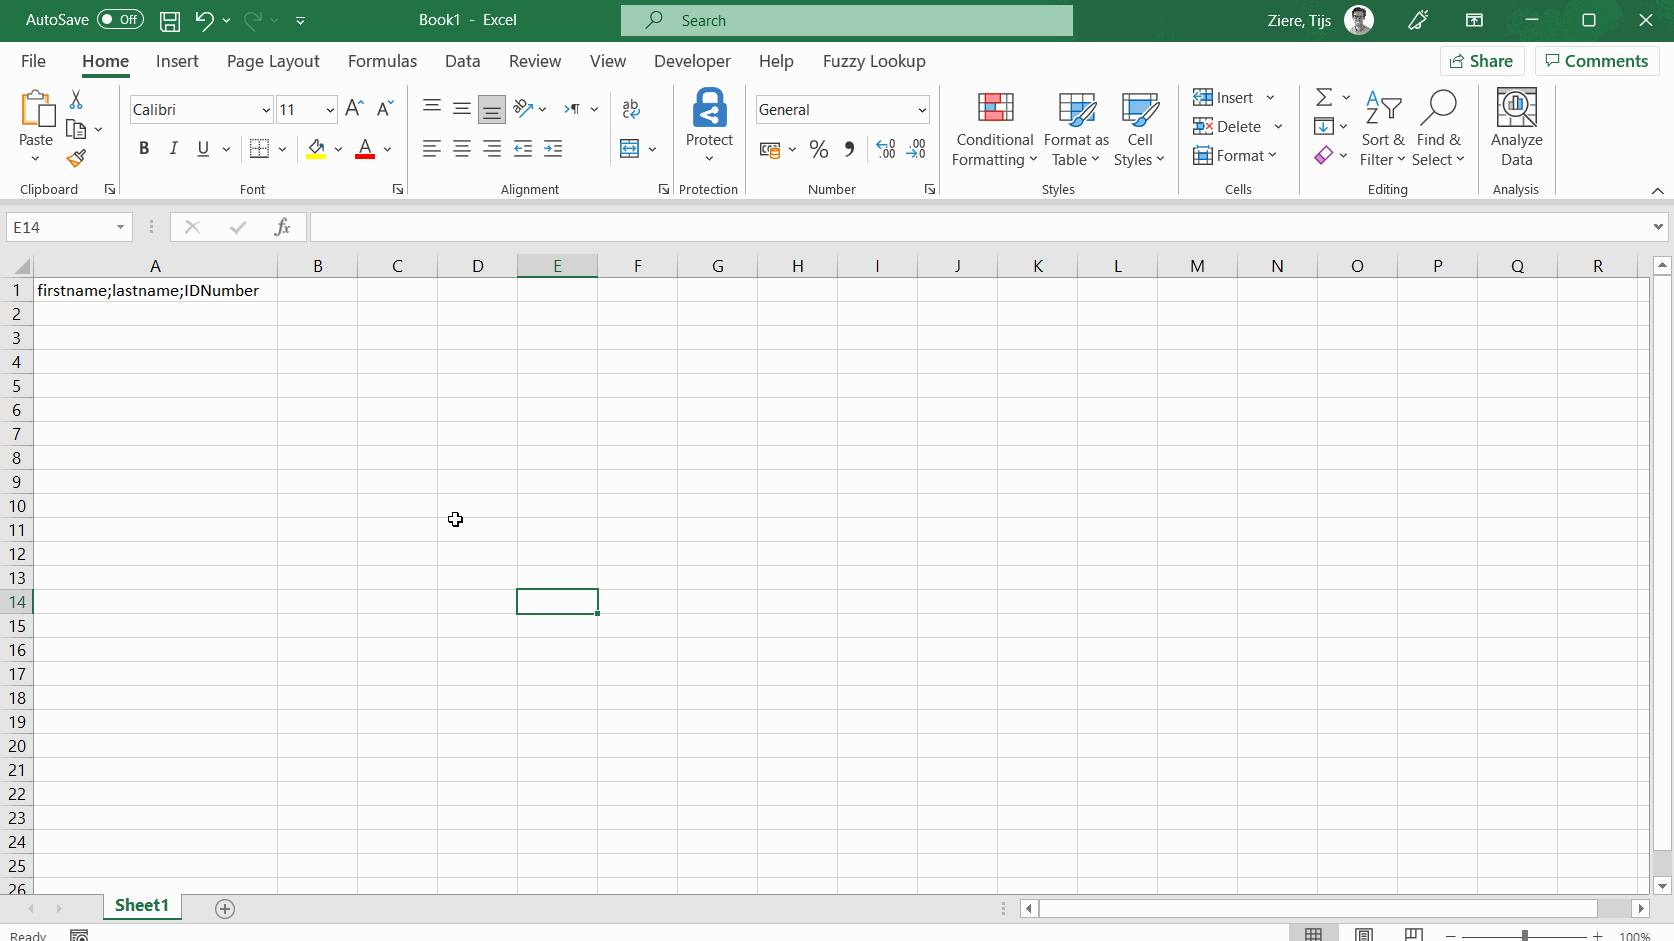 AutoSave Off Book1 - Excel Search Ziere, Tijs
File Home Insert Page Layout Formulas Data Review View Developer Help Fuzzy Lookup Share Comments
Paste Calibri 11 ab Protect General Conditional Formatting Format as Table Cell Styles Insert Delete Format Sort & Filter Find & Select Analyze Data
B I U A % .00 .00
Clipboard Font Alignment Protection Number Styles Cells Editing Analysis
E14 fx
A B C D E F G H I J K L M N O P Q R
1 firstname;lastname;IDNumber
2
3
4
5
6
7
8
9
10
11
12
13
14
15
16
17
18
19
20
21
22
23
24
25
26
Sheet1
Ready 100%